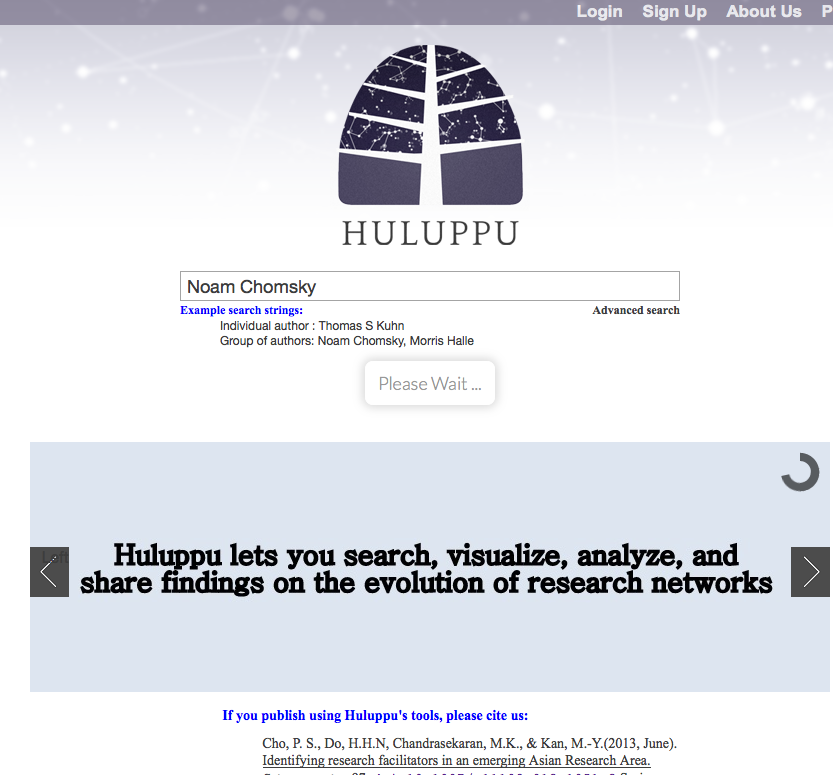 Login Sign Up About Us P
HULUPPU
Noam Chomsky
Example search strings: Advanced search
Individual author : Thomas S Kuhn
Group of authors: Noam Chomsky, Morris Halle
Please Wait ...
Left
Huluppu lets you search, visualize, analyze, and
share findings on the evolution of research networks
If you publish using Huluppu's tools, please cite us:
Cho, P. S., Do, H.H.N, Chandrasekaran, M.K., & Kan, M.-Y.(2013, June).
Identifying research facilitators in an emerging Asian Research Area.